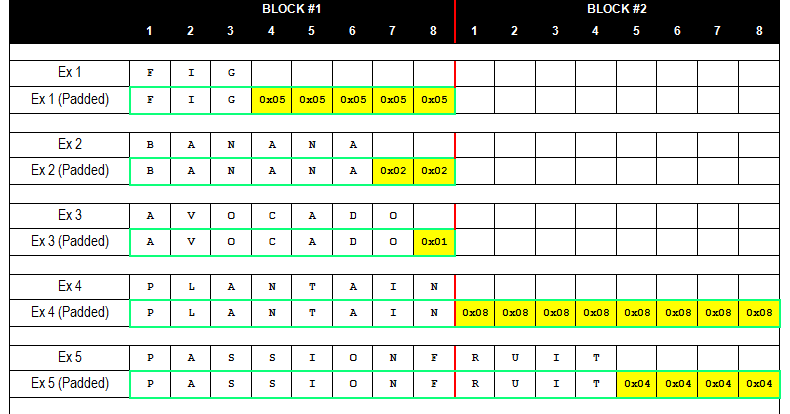 BLOCK #1 BLOCK #2
1 2 3 4 5 6 7 8 1 2 3 4 5 6 7 8
Ex 1 F I G
Ex 1 (Padded) F I G 0x05 0x05 0x05 0x05 0x05
Ex 2 B A N A N A
Ex 2 (Padded) B A N A N A 0x02 0x02
Ex 3 A V O C A D O
Ex 3 (Padded) A V O C A D O 0x01
Ex 4 P L A N T A I N
Ex 4 (Padded) P L A N T A I N 0x08 0x08 0x08 0x08 0x08 0x08 0x08 0x08
Ex 5 P A S S I O N F R U I T
Ex 5 (Padded) P A S S I O N F R U I T 0x04 0x04 0x04 0x04